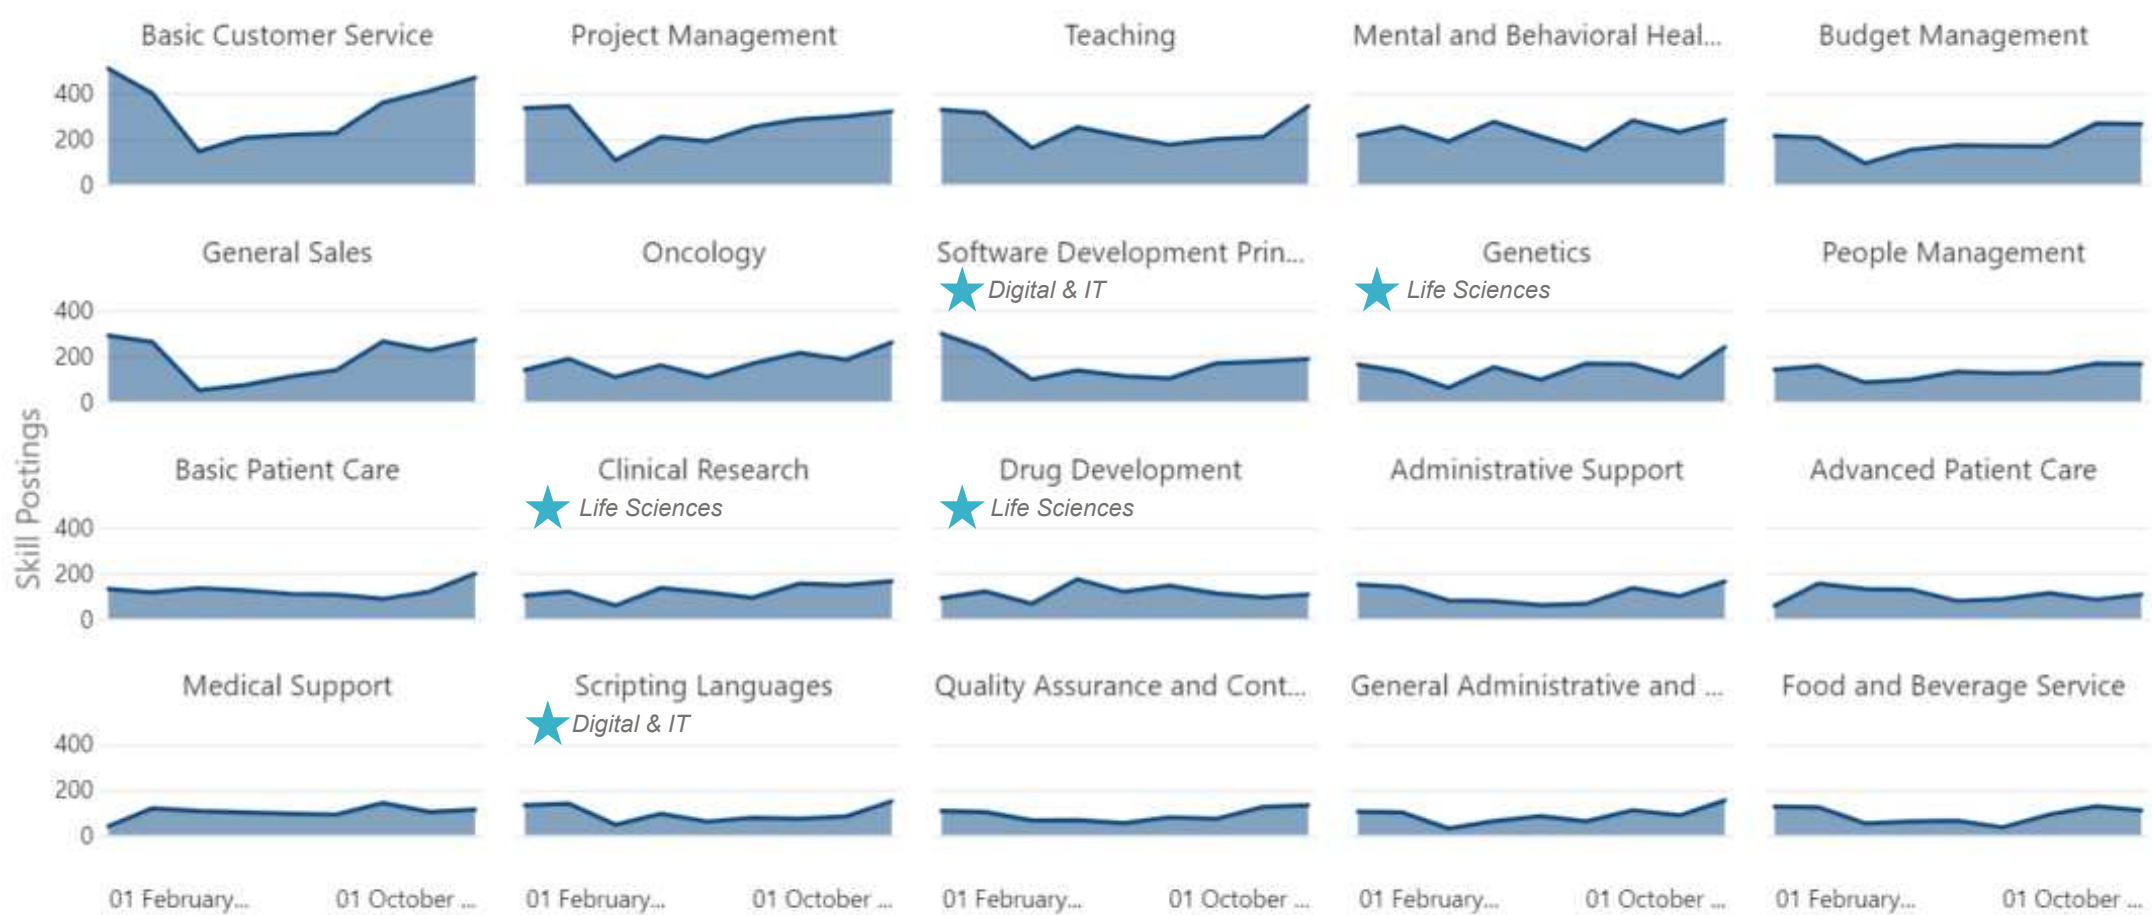 Basic Customer Service
Project Management
Teaching
Mental and Behavioral Heal...
Budget Management
400
200
0
General Sales
Oncology
Software Development Prin...
Genetics
People Management
Digital & IT
Life Sciences
400
200
0
Skill Postings
Basic Patient Care
Clinical Research
Drug Development
Administrative Support
Advanced Patient Care
Life Sciences
Life Sciences
400
200
0
Medical Support
Scripting Languages
Quality Assurance and Cont...
General Administrative and ...
Food and Beverage Service
Digital & IT
400
200
0
01 February...
01 October ...
01 February...
01 October ...
01 February...
01 October ...
01 February...
01 October ...
01 February...
01 October ...